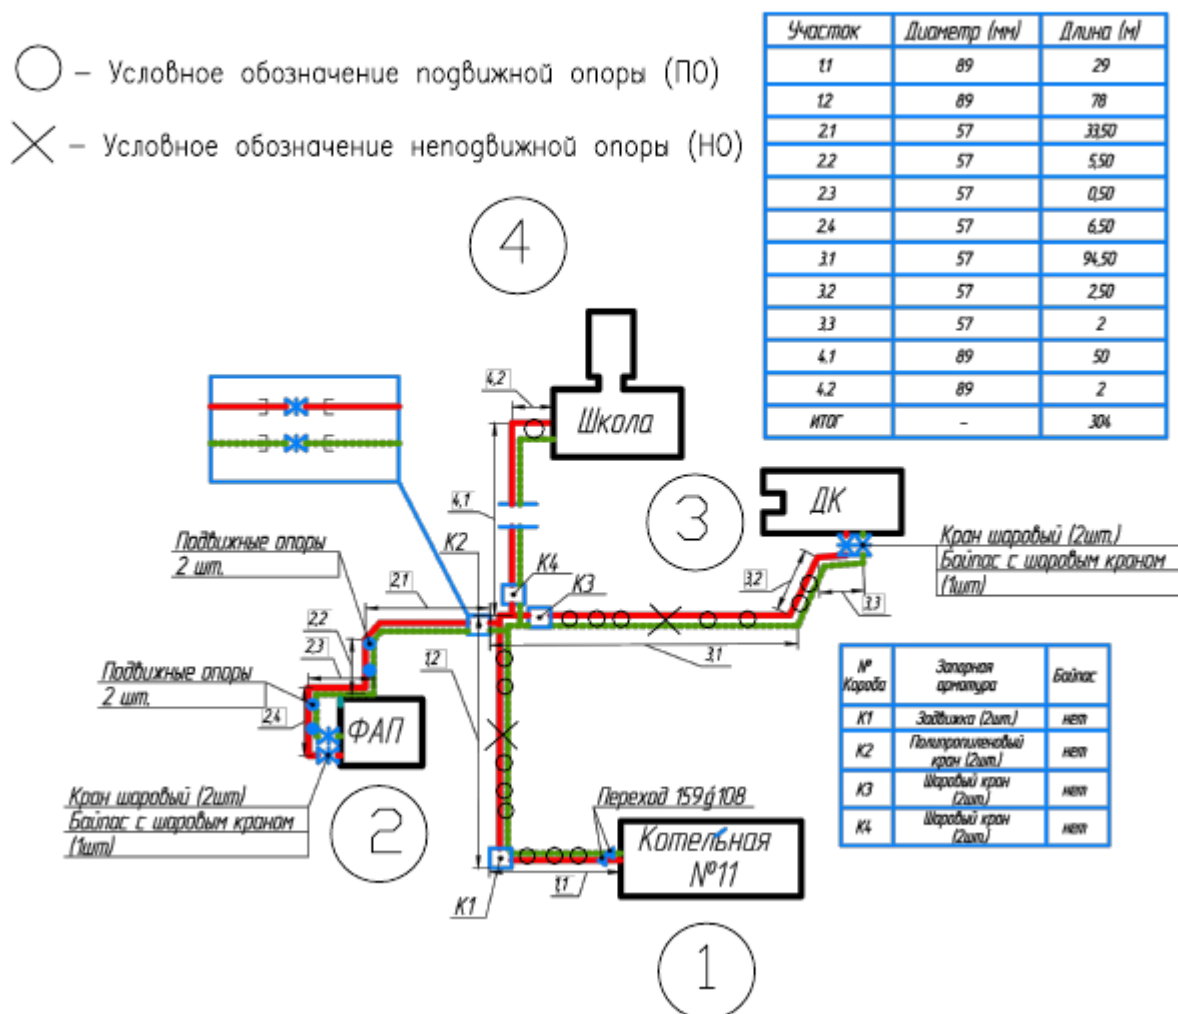 – Условное обозначение подвижной опоры (ПО)
– Условное обозначение неподвижной опоры (НО)
Участок Диаметр (мм) Длина (м)
1.1 89 29
1.2 89 78
2.1 57 33,50
2.2 57 5,50
2.3 57 0,50
2.4 57 6,50
3.1 57 94,50
3.2 57 2,50
3.3 57 2
4.1 89 50
4.2 89 2
ИТОГ – 304
4
4,2
Школа
4,1
3
ДК
К2
К4
К3
Кран шаровый (2шт.)
Байпас с шаровым краном
(1шт)
3,2
3,3
3,1
Подвижные опоры
2 шт.
2,1
2,2
2,3
Подвижные опоры
2 шт.
2,4
ФАП
1,2
Кран шаровый (2шт)
Байпас с шаровым краном
(1шт)
2
Переход 159ф108
Котельная
№11
1,1
К1
1
№ Короба Запорная арматура Байпас
К1 Задвижка (2шт.) нет
К2 Полипропиленовый кран (2шт.) нет
К3 Шаровый кран (2шт.) нет
К4 Шаровый кран (2шт.) нет